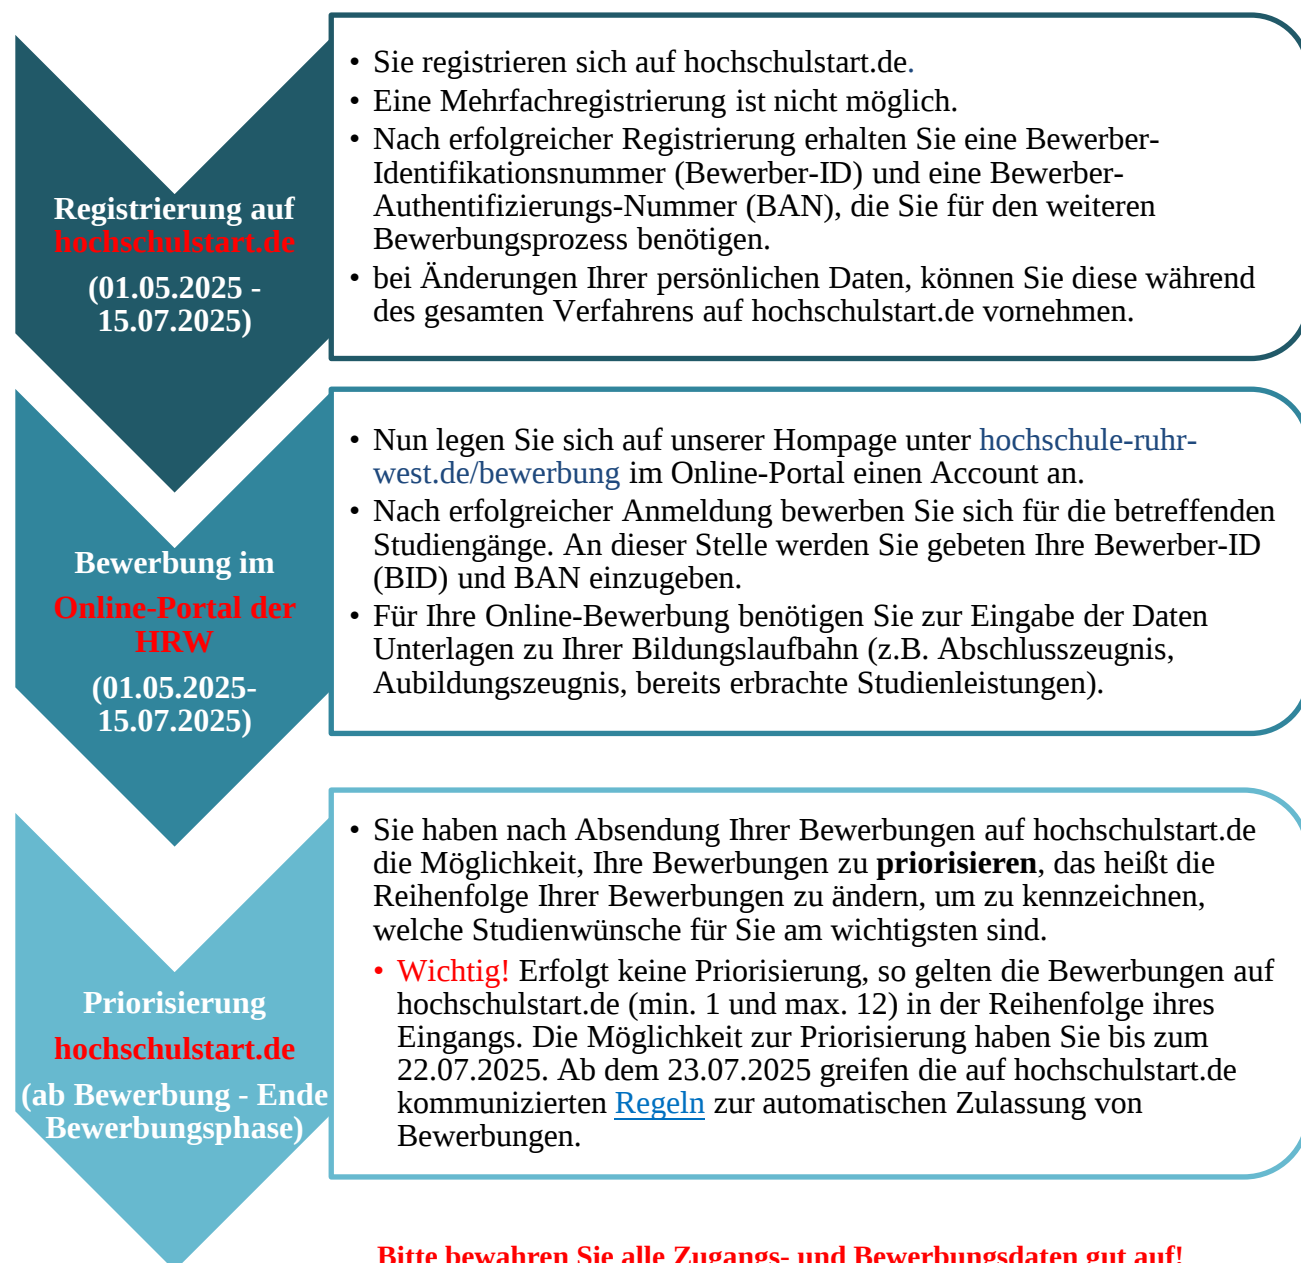 Registrierung auf
hochschulstart.de
(01.05.2025 -
15.07.2025)
• Sie registrieren sich auf hochschulstart.de.
• Eine Mehrfachregistrierung ist nicht möglich.
• Nach erfolgreicher Registrierung erhalten Sie eine Bewerber-
Identifikationsnummer (Bewerber-ID) und eine Bewerber-
Authentifizierungs-Nummer (BAN), die Sie für den weiteren
Bewerbungsprozess benötigen.
• bei Änderungen Ihrer persönlichen Daten, können Sie diese während
des gesamten Verfahrens auf hochschulstart.de vornehmen.
Bewerbung im
Online-Portal der
HRW
(01.05.2025-
15.07.2025)
• Nun legen Sie sich auf unserer Hompage unter hochschule-ruhr-
west.de/bewerbung im Online-Portal einen Account an.
• Nach erfolgreicher Anmeldung bewerben Sie sich für die betreffenden
Studiengänge. An dieser Stelle werden Sie gebeten Ihre Bewerber-ID
(BID) und BAN einzugeben.
• Für Ihre Online-Bewerbung benötigen Sie zur Eingabe der Daten
Unterlagen zu Ihrer Bildungslaufbahn (z.B. Abschlusszeugnis,
Aubildungszeugnis, bereits erbrachte Studienleistungen).
Priorisierung
hochschulstart.de
(ab Bewerbung - Ende
Bewerbungsphase)
• Sie haben nach Absendung Ihrer Bewerbungen auf hochschulstart.de
die Möglichkeit, Ihre Bewerbungen zu priorisieren, das heißt die
Reihenfolge Ihrer Bewerbungen zu ändern, um zu kennzeichnen,
welche Studienwünsche für Sie am wichtigsten sind.
• Wichtig! Erfolgt keine Priorisierung, so gelten die Bewerbungen auf
hochschulstart.de (min. 1 und max. 12) in der Reihenfolge ihres
Eingangs. Die Möglichkeit zur Priorisierung haben Sie bis zum
22.07.2025. Ab dem 23.07.2025 greifen die auf hochschulstart.de
kommunizierten Regeln zur automatischen Zulassung von
Bewerbungen.
Bitte bewahren Sie alle Zugangs- und Bewerbungsdaten gut auf!